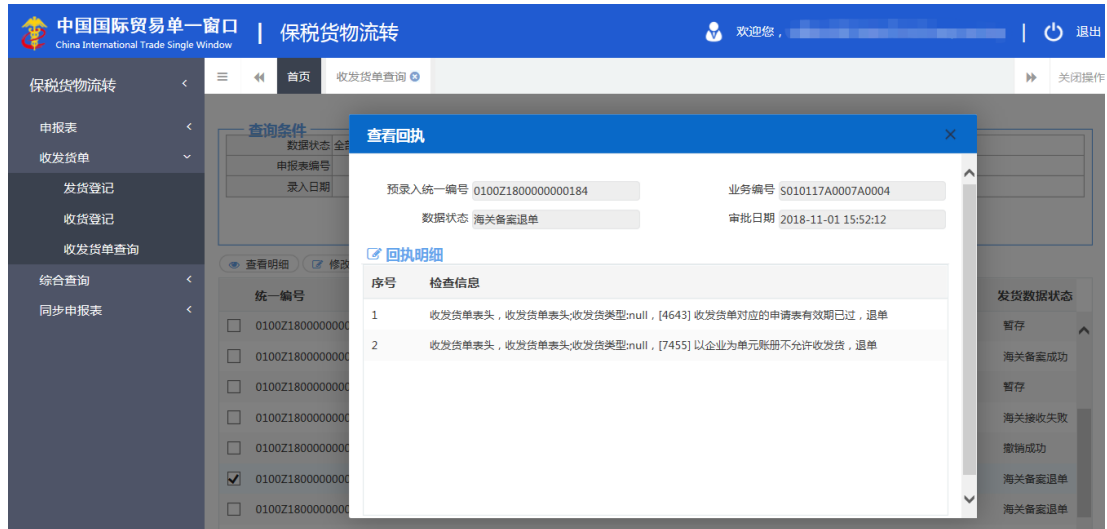 中国国际贸易单一窗口 | 保税货物流转
China International Trade Single Window
欢迎您， | 退出
保税货物流转
首页 收发货单查询
关闭操作
申报表
收发货单
发货登记
收货登记
收发货单查询
综合查询
同步申报表
查询条件
数据状态 全
申报表编号
录入日期
查看明细 修改
统一编号 发货数据状态
0100Z180000000 暂存
0100Z180000000 海关备案成功
0100Z180000000 暂存
0100Z180000000 海关接收失败
0100Z180000000 撤销成功
0100Z180000000 海关备案退单
0100Z180000000 海关备案退单
查看回执
预录入统一编号 0100Z1800000000184 业务编号 S010117A0007A0004
数据状态 海关备案退单 审批日期 2018-11-01 15:52:12
回执明细
序号 检查信息
1 收发货单表头，收发货单表头;收发货类型:null，[4643] 收发货单对应的申请表有效期已过，退单
2 收发货单表头，收发货单表头;收发货类型:null，[7455] 以企业为单元账册不允许收发货，退单